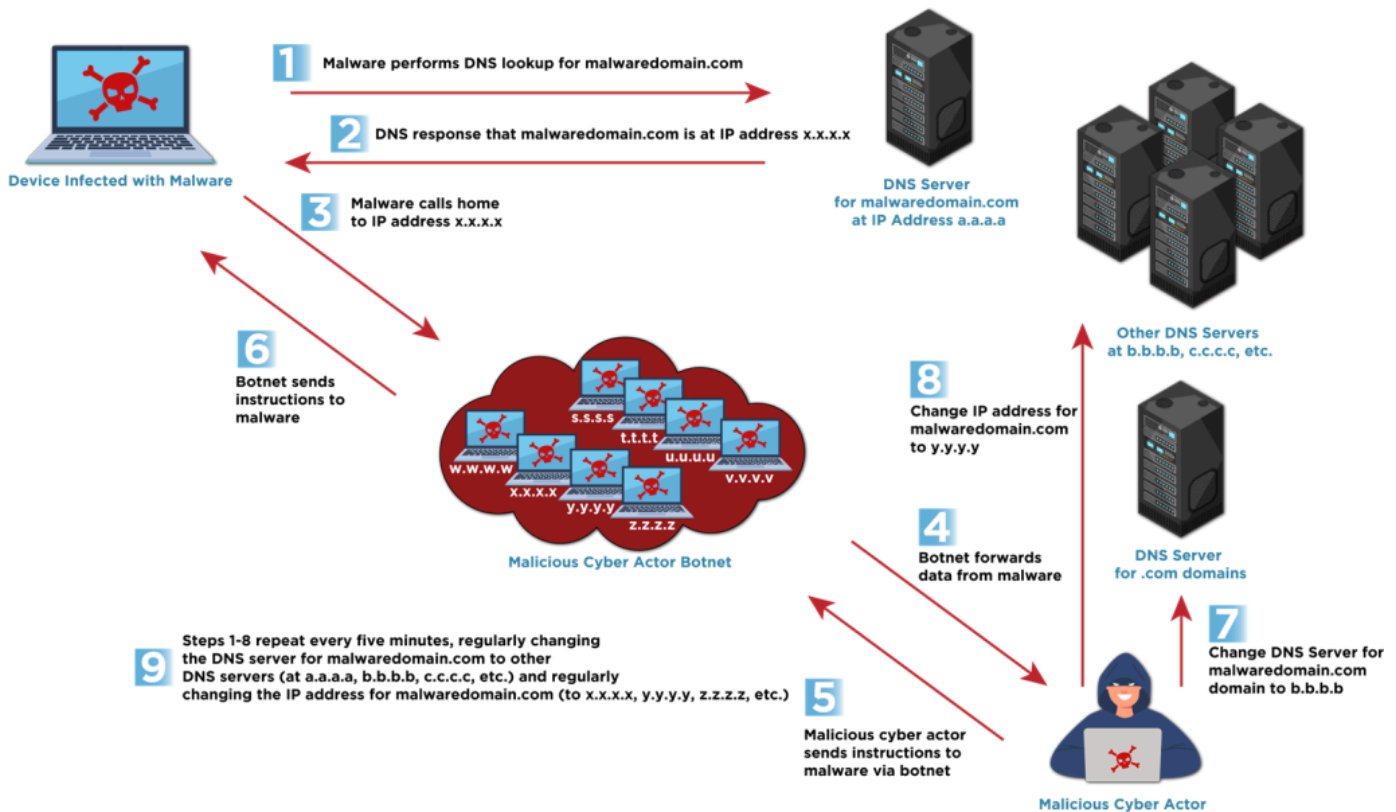 1
Malware performs DNS lookup for malwaredomain.com
2
DNS response that malwaredomain.com is at IP address x.x.x.x
Device Infected with Malware
DNS Server
for malwaredomain.com
at IP Address a.a.a.a
3
Malware calls home
to IP address x.x.x.x
Other DNS Servers
at b.b.b.b, c.c.c.c, etc.
6
Botnet sends
instructions to
malware
s.s.s.s
t.t.t.t
u.u.u.u
v.v.v.v
w.w.w.w
x.x.x.x
y.y.y.y
z.z.z.z
Malicious Cyber Actor Botnet
8
Change IP address for
malwaredomain.com
to y.y.y.y
DNS Server
for .com domains
4
Botnet forwards
data from malware
7
Change DNS Server for
malwaredomain.com
domain to b.b.b.b
9
Steps 1-8 repeat every five minutes, regularly changing
the DNS server for malwaredomain.com to other
DNS servers (at a.a.a.a, b.b.b.b, c.c.c.c, etc.) and regularly
changing the IP address for malwaredomain.com (to x.x.x.x, y.y.y.y, z.z.z.z, etc.)
5
Malicious cyber actor
sends instructions to
malware via botnet
Malicious Cyber Actor